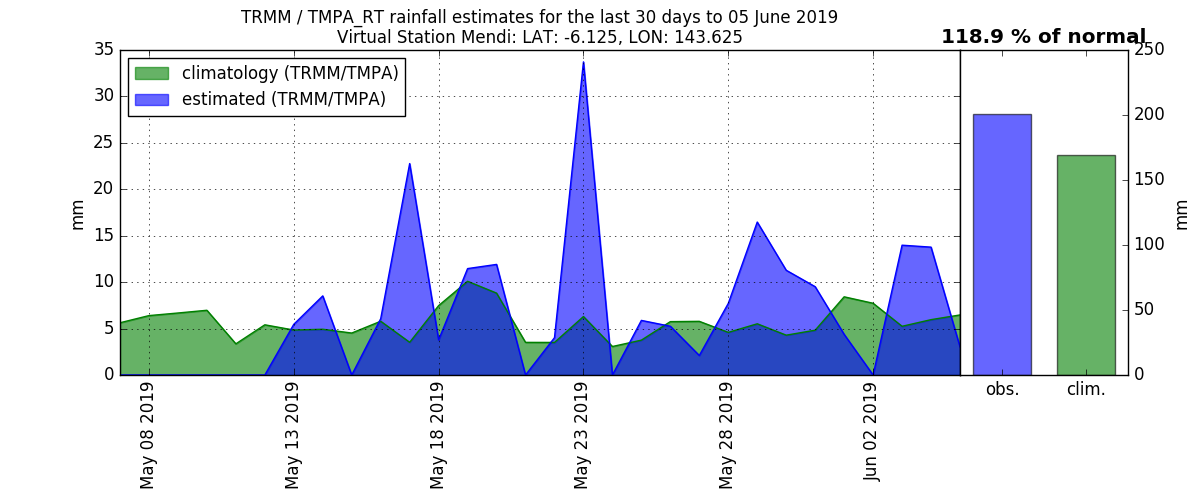 TRMM / TMPA_RT rainfall estimates for the last 30 days to 05 June 2019
Virtual Station Mendi: LAT: -6.125, LON: 143.625
118.9 % of normal
climatology (TRMM/TMPA)
estimated (TRMM/TMPA)
35
30
25
20
15
10
5
0
mm
May 08 2019
May 13 2019
May 18 2019
May 23 2019
May 28 2019
Jun 02 2019
250
200
150
100
50
0
mm
obs.
clim.